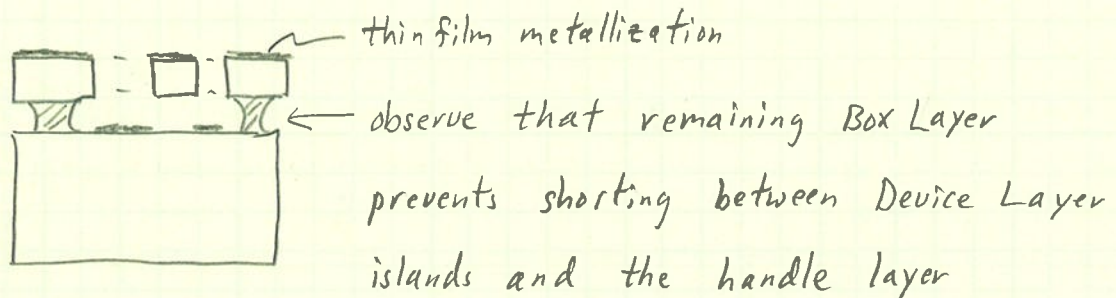 thin film metallization
observe that remaining Box Layer
prevents shorting between Device Layer
islands and the handle layer